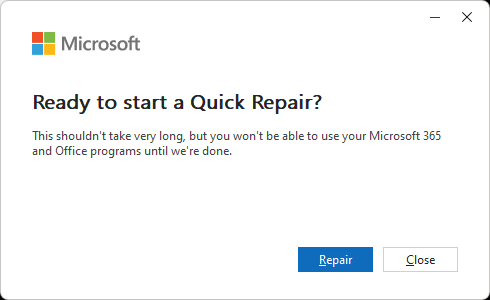 Microsoft
Ready to start a Quick Repair?
This shouldn't take very long, but you won't be able to use your Microsoft 365
and Office programs until we're done.
Repair
Close